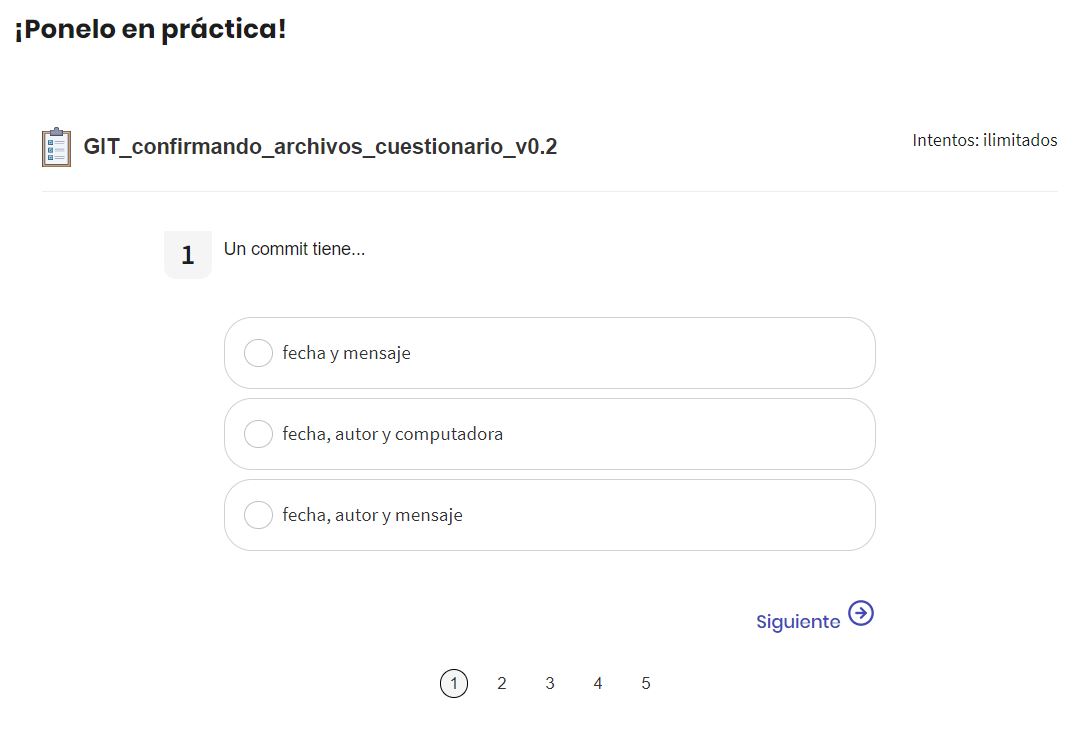 ¡Ponelo en práctica!
GIT_confirmando_archivos_cuestionario_v0.2
Intentos: ilimitados
1
Un commit tiene...
fecha y mensaje
fecha, autor y computadora
fecha, autor y mensaje
Siguiente
1 2 3 4 5